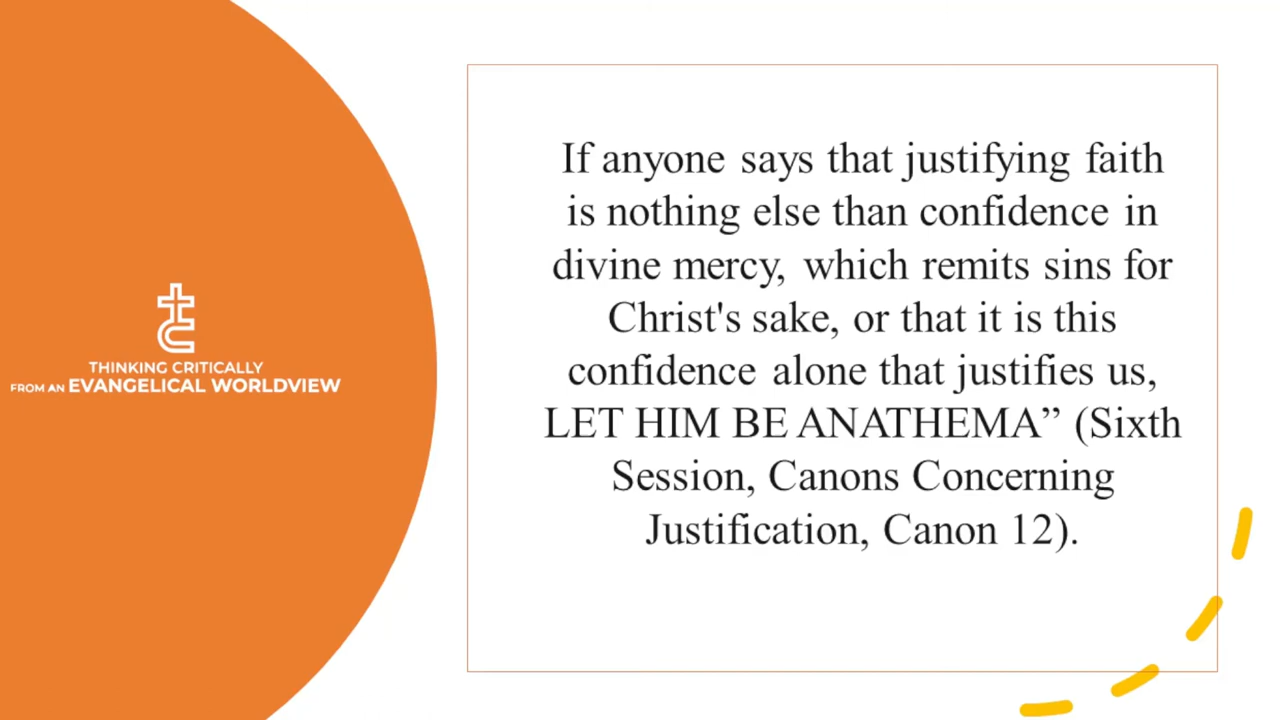 THINKING CRITICALLY
FROM AN EVANGELICAL WORLDVIEW
If anyone says that justifying faith
is nothing else than confidence in
divine mercy, which remits sins for
Christ's sake, or that it is this
confidence alone that justifies us,
LET HIM BE ANATHEMA” (Sixth
Session, Canons Concerning
Justification, Canon 12).